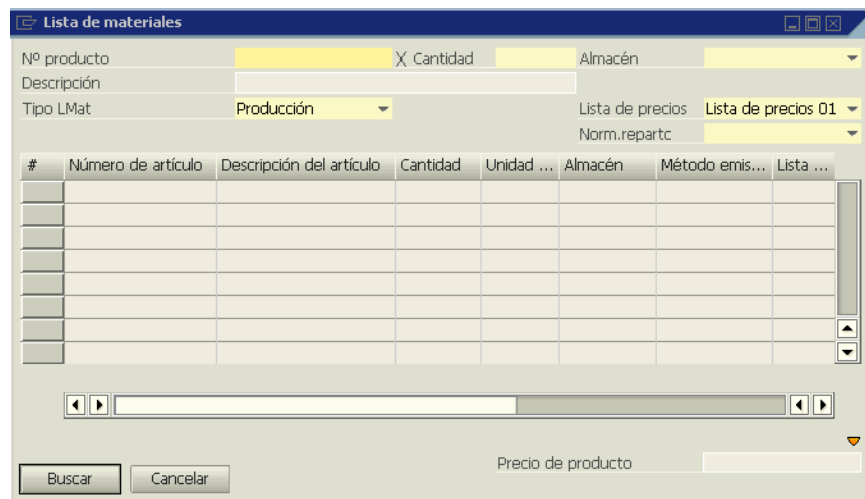 Lista de materiales
Nº producto X Cantidad Almacén
Descripción
Tipo LMat Producción Lista de precios Lista de precios 01
Norm.repartc
# Número de artículo Descripción del artículo Cantidad Unidad ... Almacén Método emis... Lista ...
Precio de producto
Buscar Cancelar